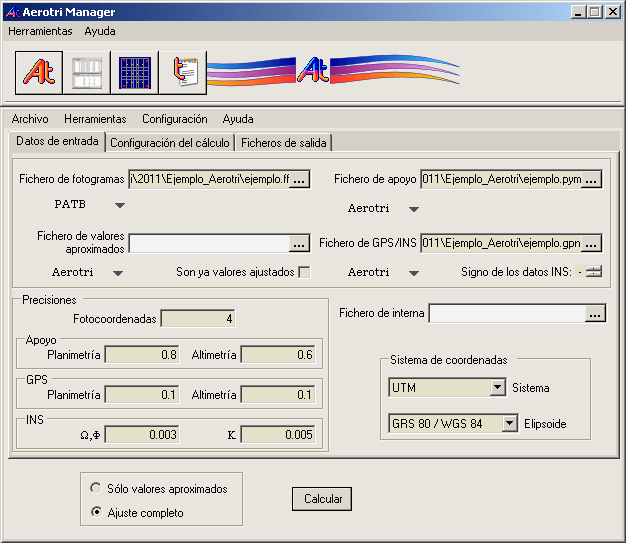 Aerotri Manager
Herramientas Ayuda
At At
Archivo Herramientas Configuración Ayuda
Datos de entrada Configuración del cálculo Ficheros de salida
Fichero de fotogramas i\2011\Ejemplo_Aerotri\ejemplo.ff ... Fichero de apoyo 011\Ejemplo_Aerotri\ejemplo.pym ...
PATB Aerotri
Fichero de valores aproximados ... Fichero de GPS/INS 011\Ejemplo_Aerotri\ejemplo.gpn ...
Aerotri Son ya valores ajustados Aerotri Signo de los datos INS: -
Precisiones
Fotocoordenadas 4 Fichero de interna ...
Apoyo
Planimetría 0.8 Altimetría 0.6
Sistema de coordenadas
GPS
Planimetría 0.1 Altimetría 0.1 UTM Sistema
INS
Ω,Φ 0.003 K 0.005 GRS 80 / WGS 84 Elipsoide
Sólo valores aproximados
Ajuste completo
Calcular